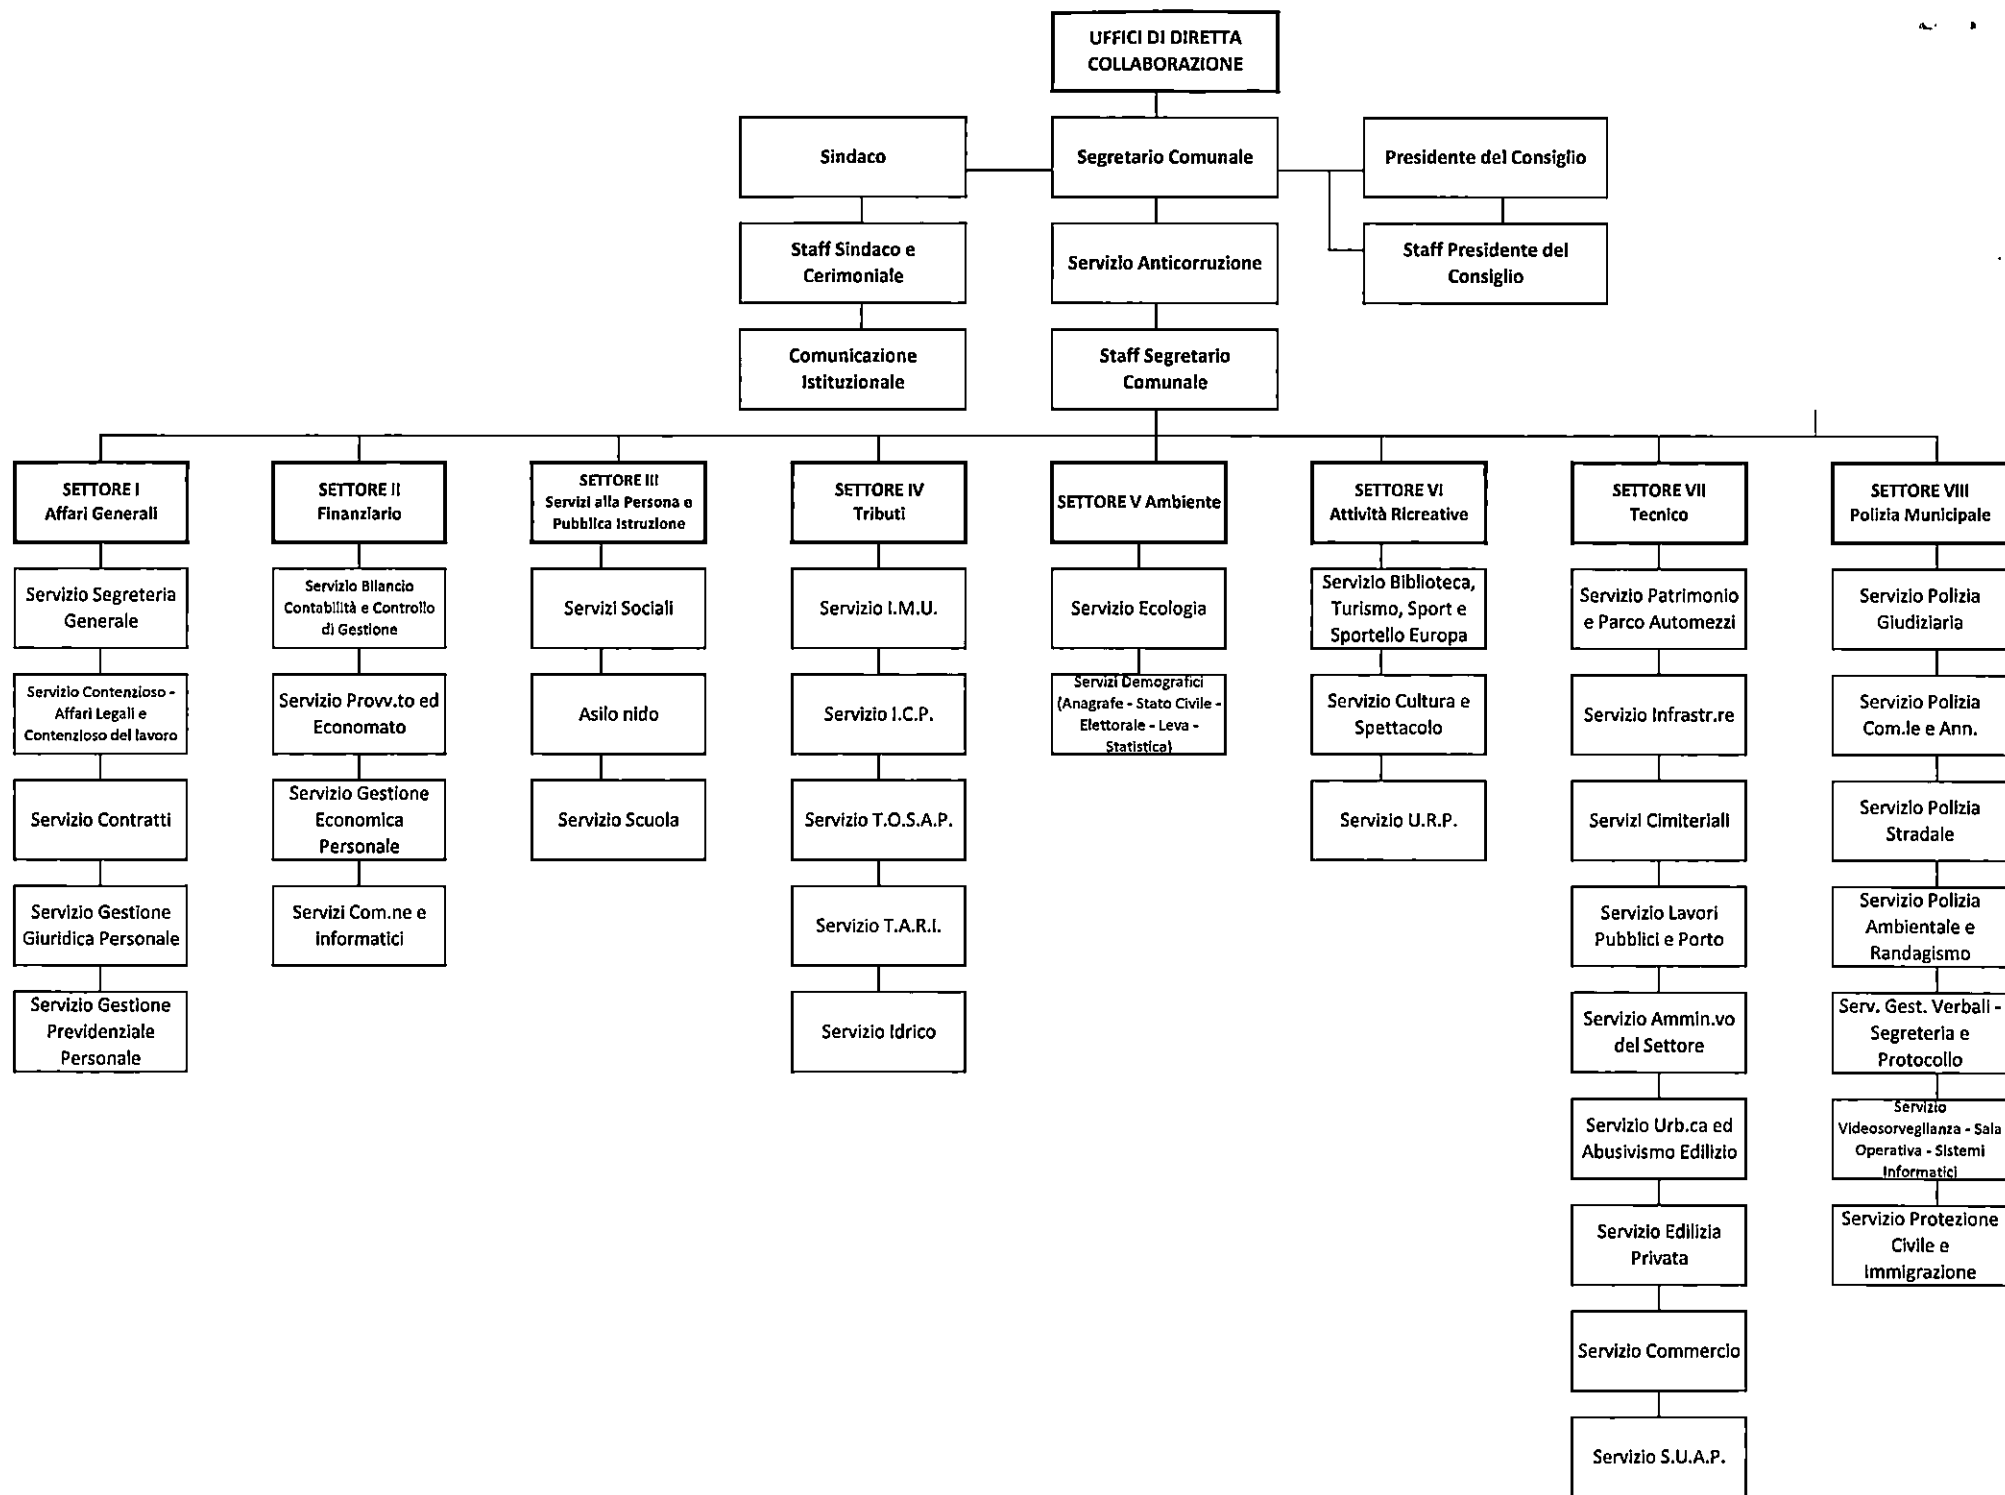 UFFICI DI DIRETTA
COLLABORAZIONE
Sindaco
Segretario Comunale
Presidente del Consiglio
Staff Sindaco e
Cerimoniale
Servizio Anticorruzione
Staff Presidente del
Consiglio
Comunicazione
Istituzionale
Staff Segretario
Comunale
SETTORE I
Affari Generali
Servizio Segreteria
Generale
Servizio Contenzioso -
Affari Legali e
Contenzioso del lavoro
Servizio Contratti
Servizio Gestione
Giuridica Personale
Servizio Gestione
Previdenziale
Personale
SETTORE II
Finanziario
Servizio Bilancio
Contabilità e Controllo
di Gestione
Servizio Provv.to ed
Economato
Servizio Gestione
Economica
Personale
Servizi Com.ne e
informatici
SETTORE III
Servizi alla Persona e
Pubblica Istruzione
Servizi Sociali
Asilo nido
Servizio Scuola
SETTORE IV
Tributi
Servizio I.M.U.
Servizio I.C.P.
Servizio T.O.S.A.P.
Servizio T.A.R.I.
Servizio Idrico
SETTORE V Ambiente
Servizio Ecologia
Servizi Demografici
(Anagrafe - Stato Civile -
Elettorale - Leva -
Statistica)
SETTORE VI
Attività Ricreative
Servizio Biblioteca,
Turismo, Sport e
Sportello Europa
Servizio Cultura e
Spettacolo
Servizio U.R.P.
SETTORE VII
Tecnico
Servizio Patrimonio
e Parco Automezzi
Servizio Infrastr.re
Servizi Cimiteriali
Servizio Lavori
Pubblici e Porto
Servizio Ammin.vo
del Settore
Servizio Urb.ca ed
Abusivismo Edilizio
Servizio Edilizia
Privata
Servizio Commercio
Servizio S.U.A.P.
SETTORE VIII
Polizia Municipale
Servizio Polizia
Giudiziaria
Servizio Polizia
Com.le e Ann.
Servizio Polizia
Stradale
Servizio Polizia
Ambientale e
Randagismo
Serv. Gest. Verbali -
Segreteria e
Protocollo
Servizio
Videosorveglianza - Sala
Operativa - Sistemi
Informatici
Servizio Protezione
Civile e
Immigrazione